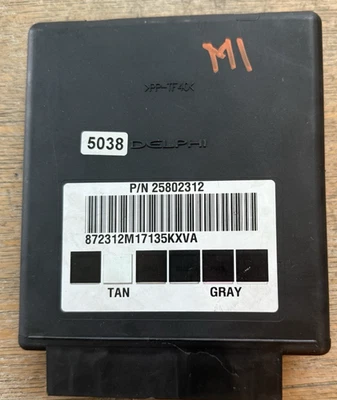 M1
>PP-TF40<
5038
DELPHI
P/N 25802312
872312M17135KXVA
TAN GRAY